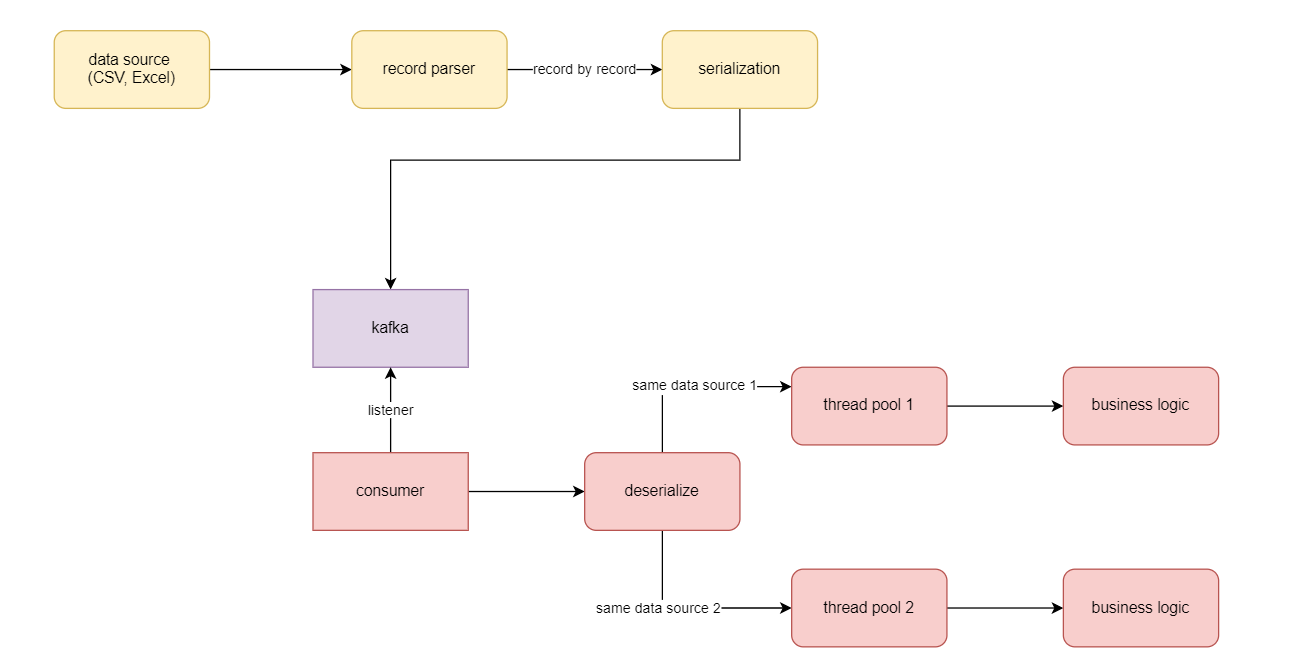 data source
(CSV, Excel)
record parser
record by record
serialization
kafka
listener
consumer
deserialize
same data source 1
thread pool 1
business logic
same data source 2
thread pool 2
business logic